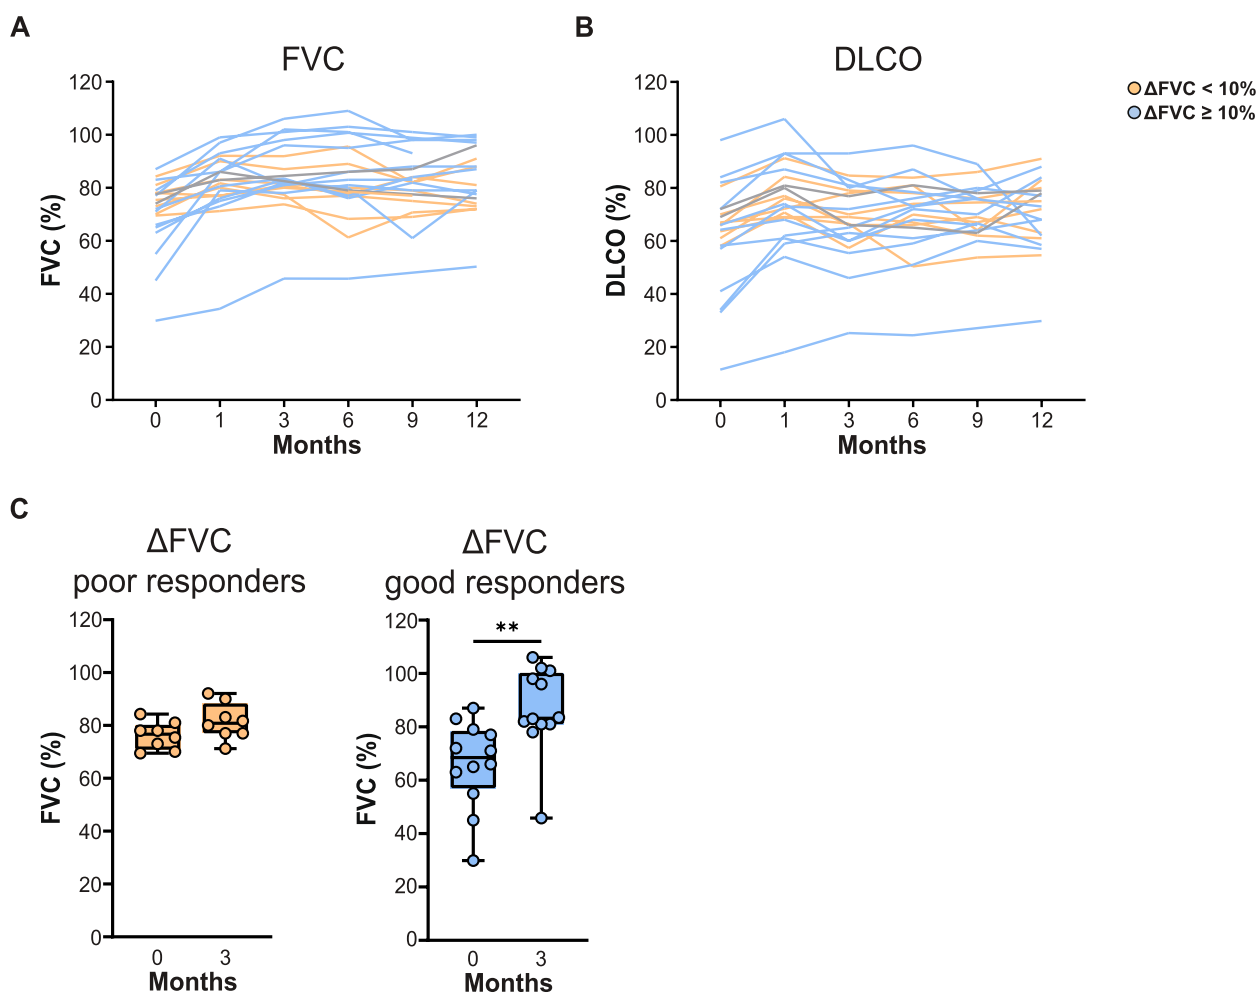 A
FVC
120
100
80
60
40
20
0
FVC (%)
0 1 3 6 9 12
Months
B
DLCO
120
100
80
60
40
20
0
DLCO (%)
0 1 3 6 9 12
Months
ΔFVC < 10%
ΔFVC ≥ 10%
C
ΔFVC
poor responders
120
100
80
60
40
20
0
FVC (%)
0 3
Months
ΔFVC
good responders
**
120
100
80
60
40
20
0
FVC (%)
0 3
Months